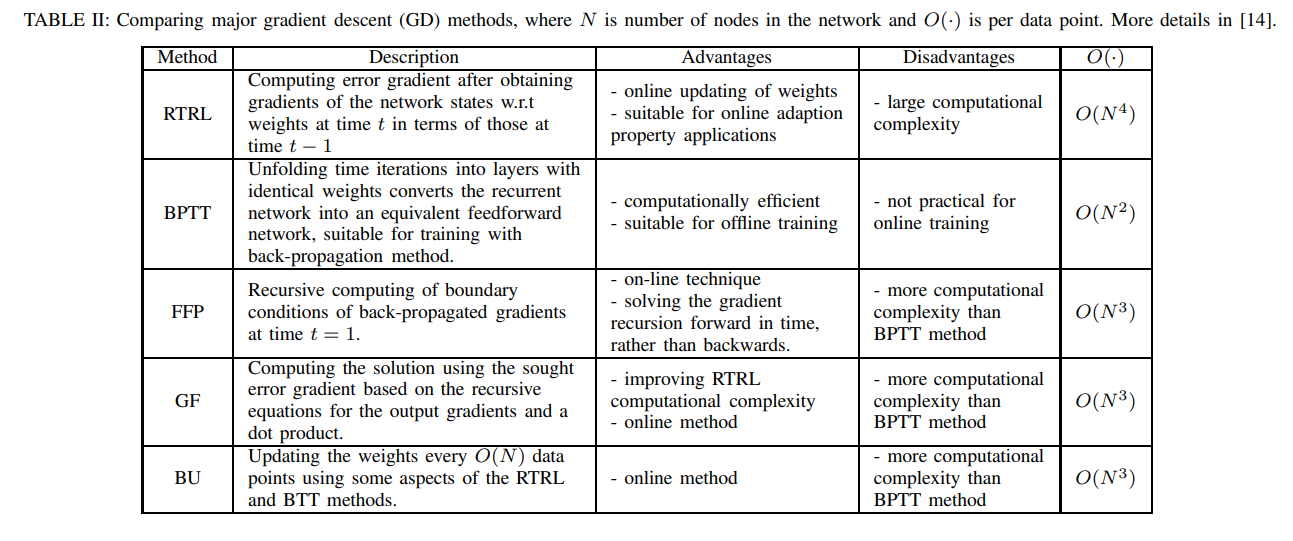 TABLE II: Comparing major gradient descent (GD) methods, where N is number of nodes in the network and O(·) is per data point. More details in [14].
Method Description Advantages Disadvantages O(·)
RTRL
Computing error gradient after obtaining
gradients of the network states w.r.t
weights at time t in terms of those at
time t − 1
- online updating of weights
- suitable for online adaption
property applications
- large computational
complexity
O(N⁴)
BPTT
Unfolding time iterations into layers with
identical weights converts the recurrent
network into an equivalent feedforward
network, suitable for training with
back-propagation method.
- computationally efficient
- suitable for offline training
- not practical for
online training
O(N²)
FFP
Recursive computing of boundary
conditions of back-propagated gradients
at time t = 1.
- on-line technique
- solving the gradient
recursion forward in time,
rather than backwards.
- more computational
complexity than
BPTT method
O(N³)
GF
Computing the solution using the sought
error gradient based on the recursive
equations for the output gradients and a
dot product.
- improving RTRL
computational complexity
- online method
- more computational
complexity than
BPTT method
O(N³)
BU
Updating the weights every O(N) data
points using some aspects of the RTRL
and BTT methods.
- online method
- more computational
complexity than
BPTT method
O(N³)